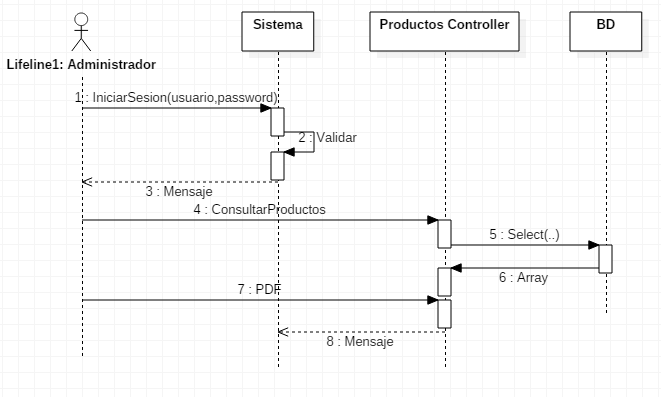 Sistema
Productos Controller
BD
Lifeline1: Administrador
1 : IniciarSesion(usuario,password)
2 : Validar
3 : Mensaje
4 : ConsultarProductos
5 : Select(..)
6 : Array
7 : PDF
8 : Mensaje